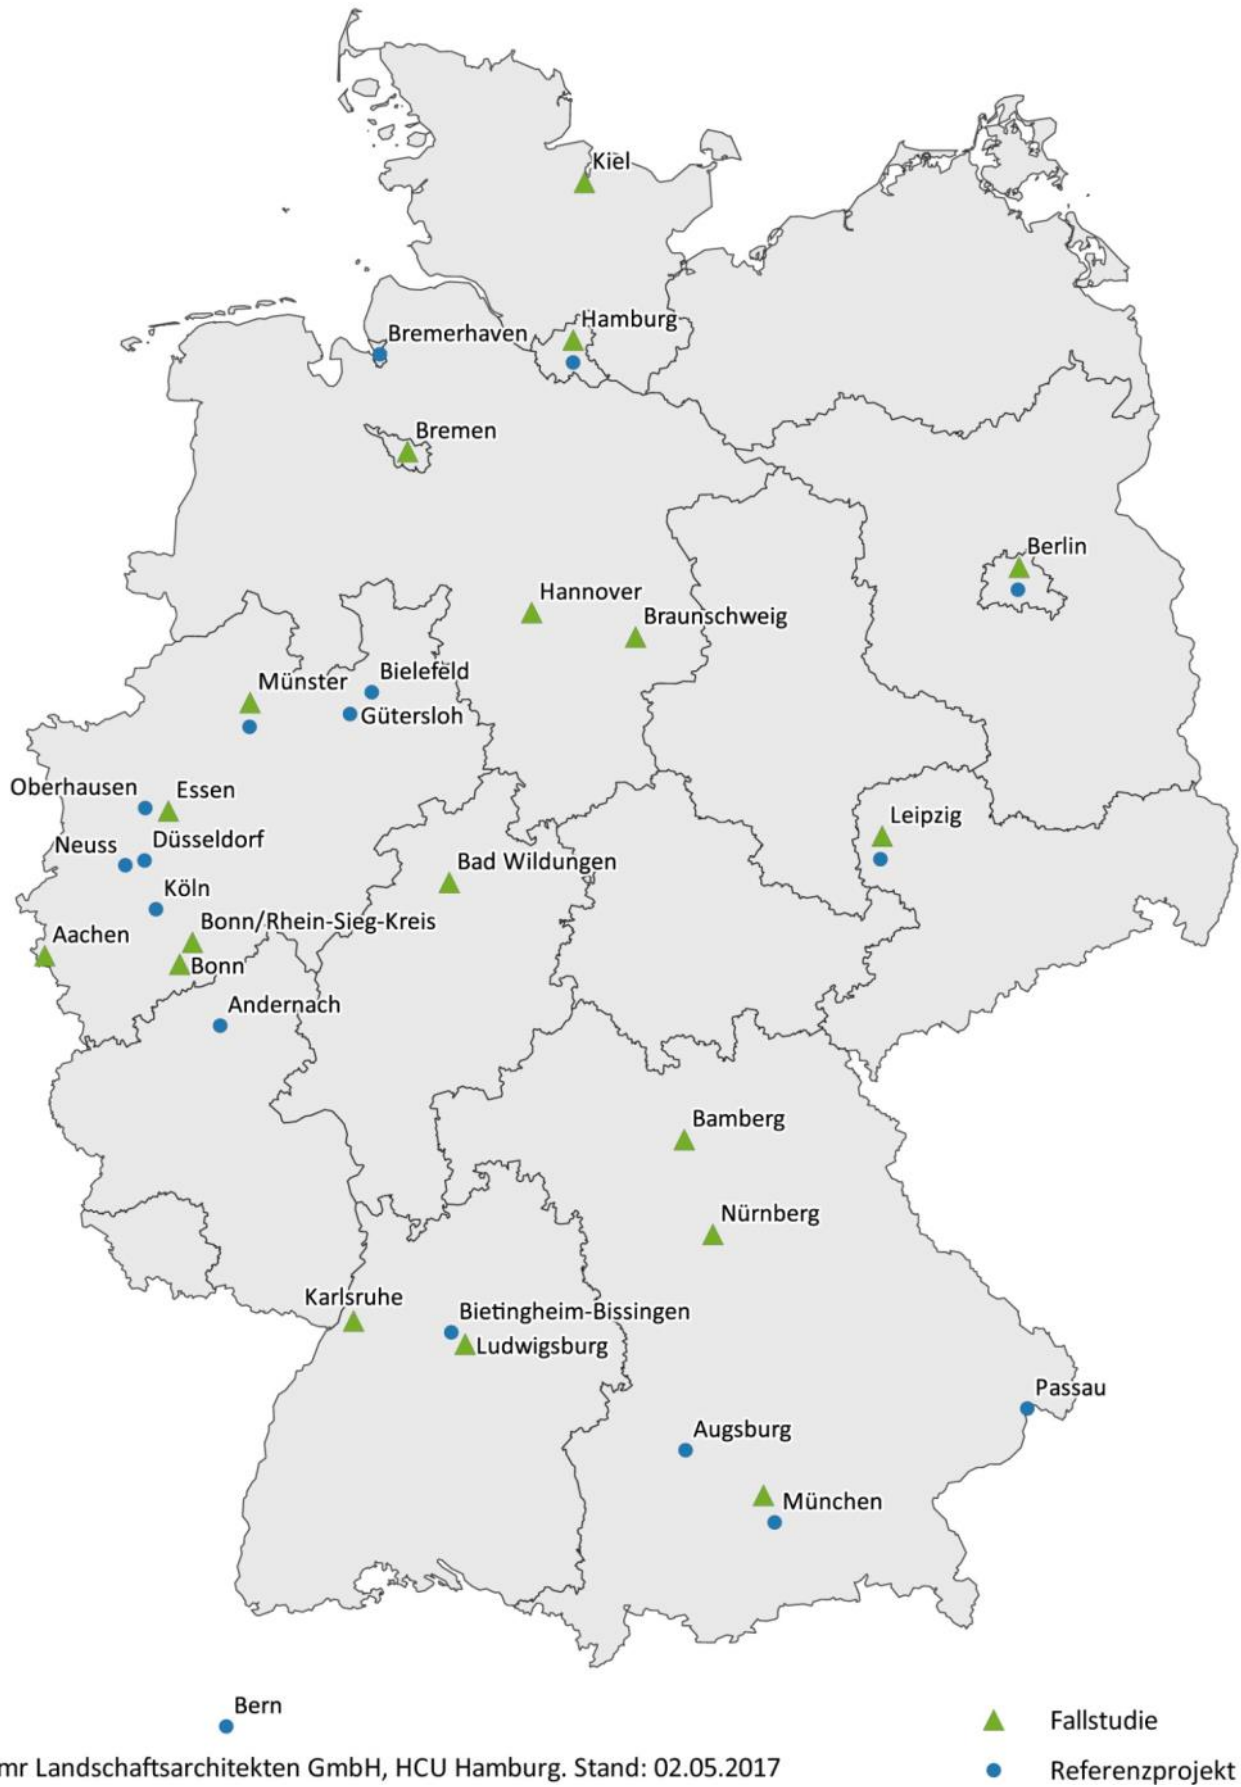 Kiel
Hamburg
Bremerhaven
Bremen
Berlin
Hannover
Braunschweig
Bielefeld
Münster
Gütersloh
Oberhausen
Essen
Leipzig
Neuss
Düsseldorf
Bad Wildungen
Köln
Bonn/Rhein-Sieg-Kreis
Aachen
Bonn
Andernach
Bamberg
Nürnberg
Karlsruhe
Bietingheim-Bissingen
Ludwigsburg
Passau
Augsburg
München
Bern
Fallstudie
mr Landschaftsarchitekten GmbH, HCU Hamburg. Stand: 02.05.2017
Referenzprojekt